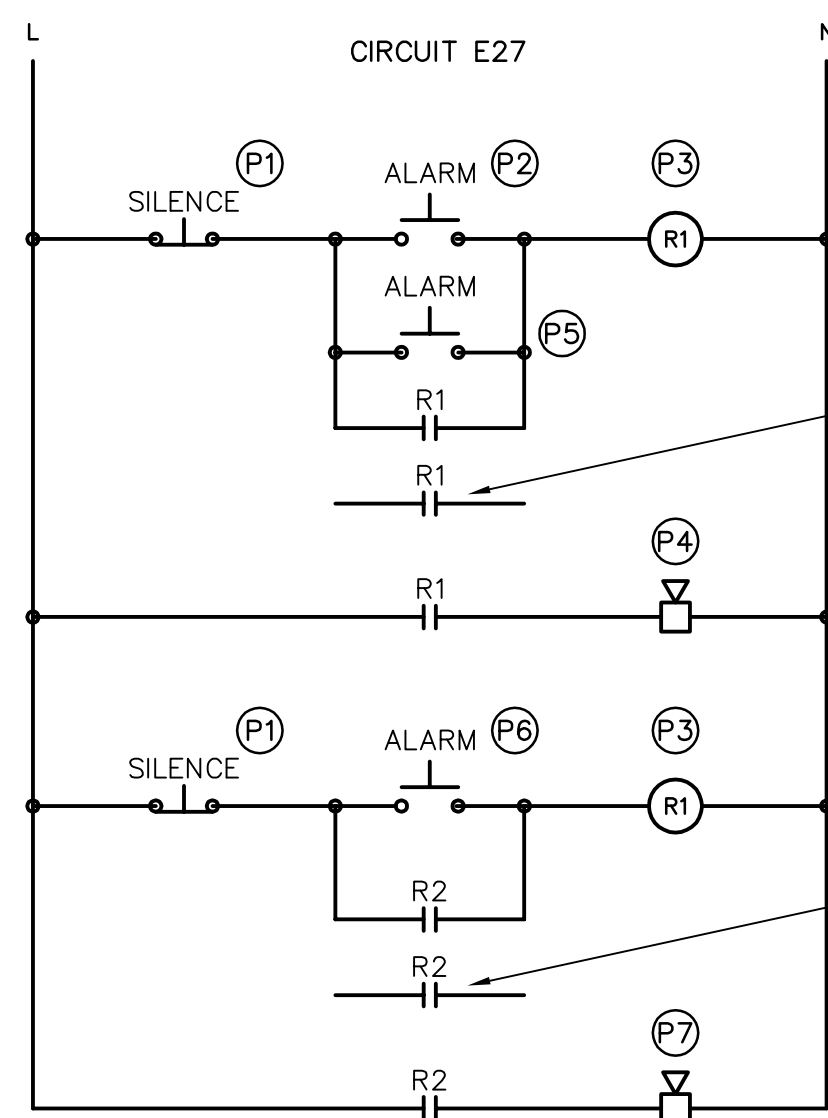 L N
CIRCUIT E27
P1 P2 P3
ALARM
SILENCE
R1
ALARM
P5
R1
R1
P4
R1
P1 P6 P3
ALARM
SILENCE
R1
R2
R2
P7
R2